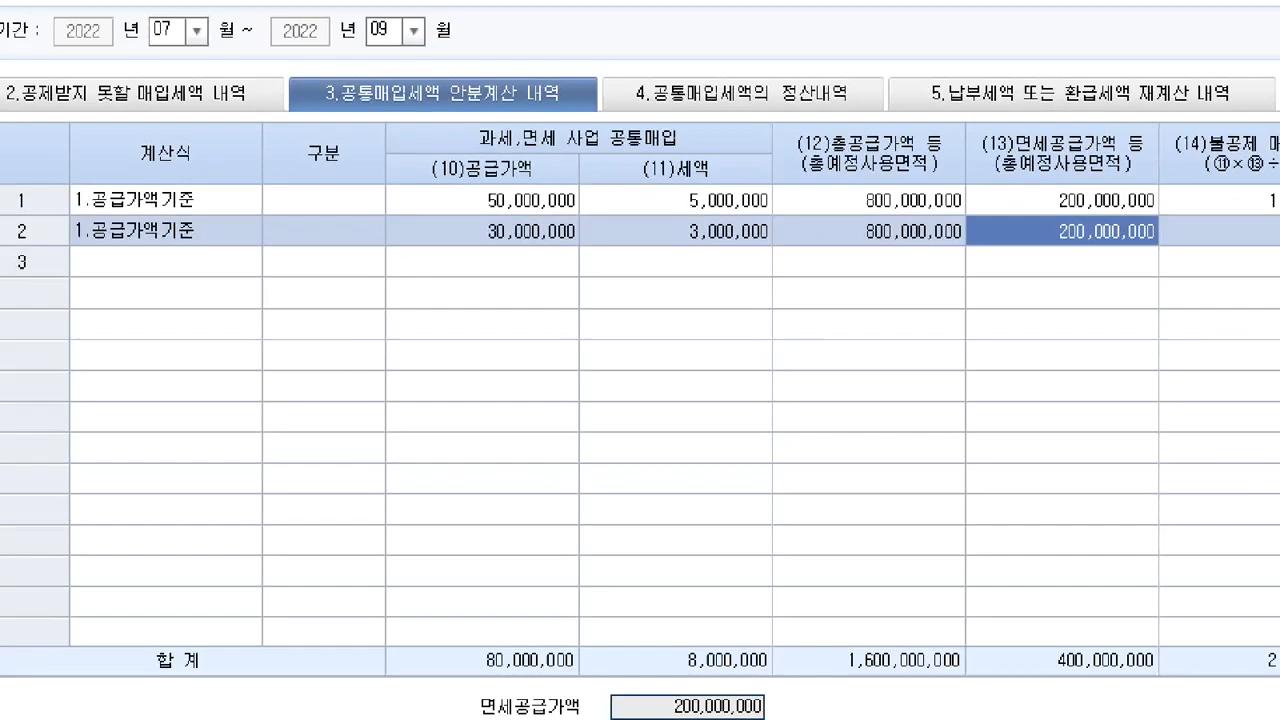 기간 : 2022 년 07 월 ~ 2022 년 09 월
2.공제받지 못할 매입세액 내역 3.공통매입세액 안분계산 내역 4.공통매입세액의 정산내역 5.납부세액 또는 환급세액 재계산 내역
계산식 구분 과세,면세 사업 공통매입 (12)총공급가액 등 (13)면세공급가액 등 (14)불공제 매
(10)공급가액 (11)세액 (총예정사용면적) (총예정사용면적) (⑪×⑬÷
1 1.공급가액기준 50,000,000 5,000,000 800,000,000 200,000,000 1
2 1.공급가액기준 30,000,000 3,000,000 800,000,000 200,000,000
3
합 계 80,000,000 8,000,000 1,600,000,000 400,000,000 2
면세공급가액 200,000,000